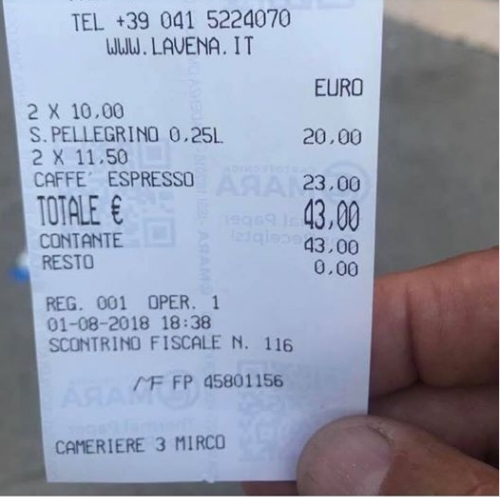 TEL +39 041 5224070
WWW.LAVENA.IT
EURO
2 X 10,00
S.PELLEGRINO 0,25L 20,00
2 X 11,50
CAFFE' ESPRESSO 23,00
TOTALE € 43,00
CONTANTE 43,00
RESTO 0,00
REG. 001 OPER. 1
01-08-2018 18:38
SCONTRINO FISCALE N. 116
MF FP 45801156
CAMERIERE 3 MIRCO